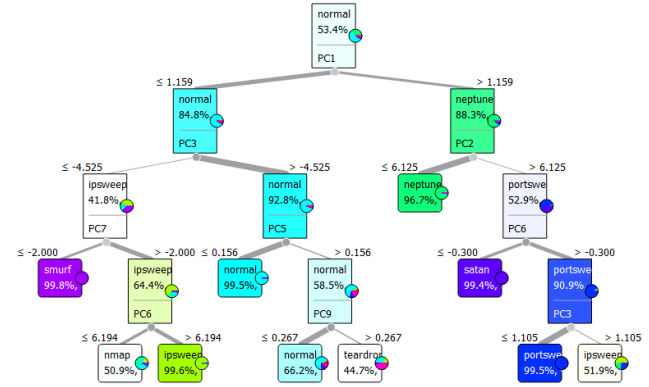 normal
53.4%,
PC1
≤ 1.159
> 1.159
normal
84.8%,
PC3
neptune
88.3%,
PC2
≤ -4.525
> -4.525
≤ 6.125
> 6.125
ipsweep
41.8%,
PC7
normal
92.8%,
PC5
neptune
96.7%,
portswe
52.9%,
PC6
≤ -2.000
> -2.000
≤ 0.156
> 0.156
≤ -0.300
> -0.300
smurf
99.8%,
ipsweep
64.4%,
PC6
normal
99.5%,
normal
58.5%,
PC9
satan
99.4%,
portswe
90.9%,
PC3
≤ 6.194
> 6.194
≤ 0.267
> 0.267
≤ 1.105
> 1.105
nmap
50.9%,
ipsweep
99.6%,
normal
66.2%,
teardrop
44.7%,
portswe
99.5%,
ipsweep
51.9%,